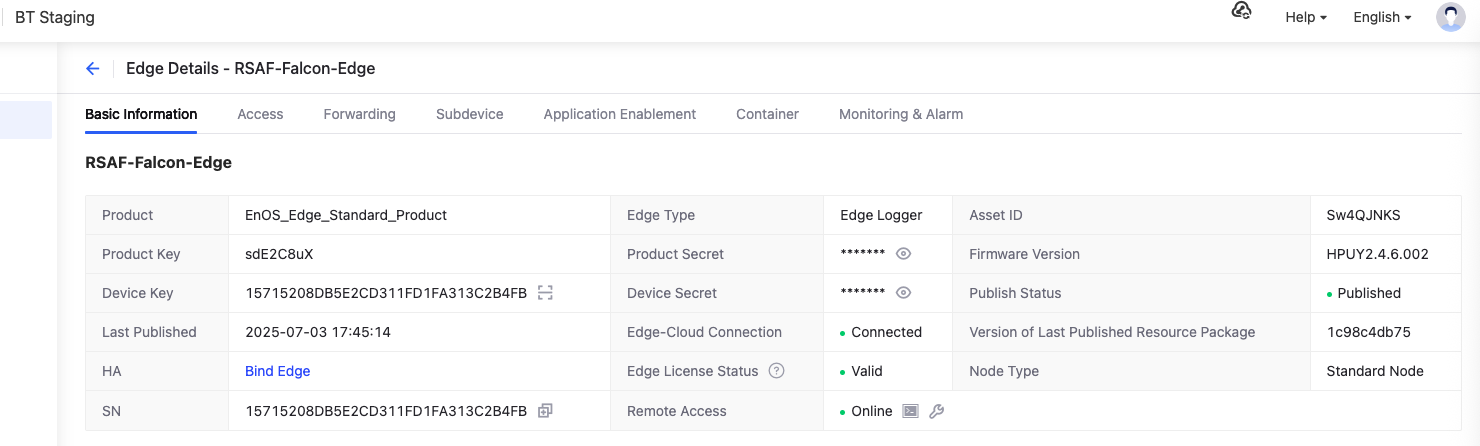 BT Staging
Help
English
Edge Details - RSAF-Falcon-Edge
Basic Information Access Forwarding Subdevice Application Enablement Container Monitoring & Alarm
RSAF-Falcon-Edge
Product EnOS_Edge_Standard_Product Edge Type Edge Logger Asset ID Sw4QJNKS
Product Key sdE2C8uX Product Secret ******* Firmware Version HPUY2.4.6.002
Device Key 15715208DB5E2CD311FD1FA313C2B4FB Device Secret ******* Publish Status Published
Last Published 2025-07-03 17:45:14 Edge-Cloud Connection Connected Version of Last Published Resource Package 1c98c4db75
HA Bind Edge Edge License Status ? Valid Node Type Standard Node
SN 15715208DB5E2CD311FD1FA313C2B4FB Remote Access Online